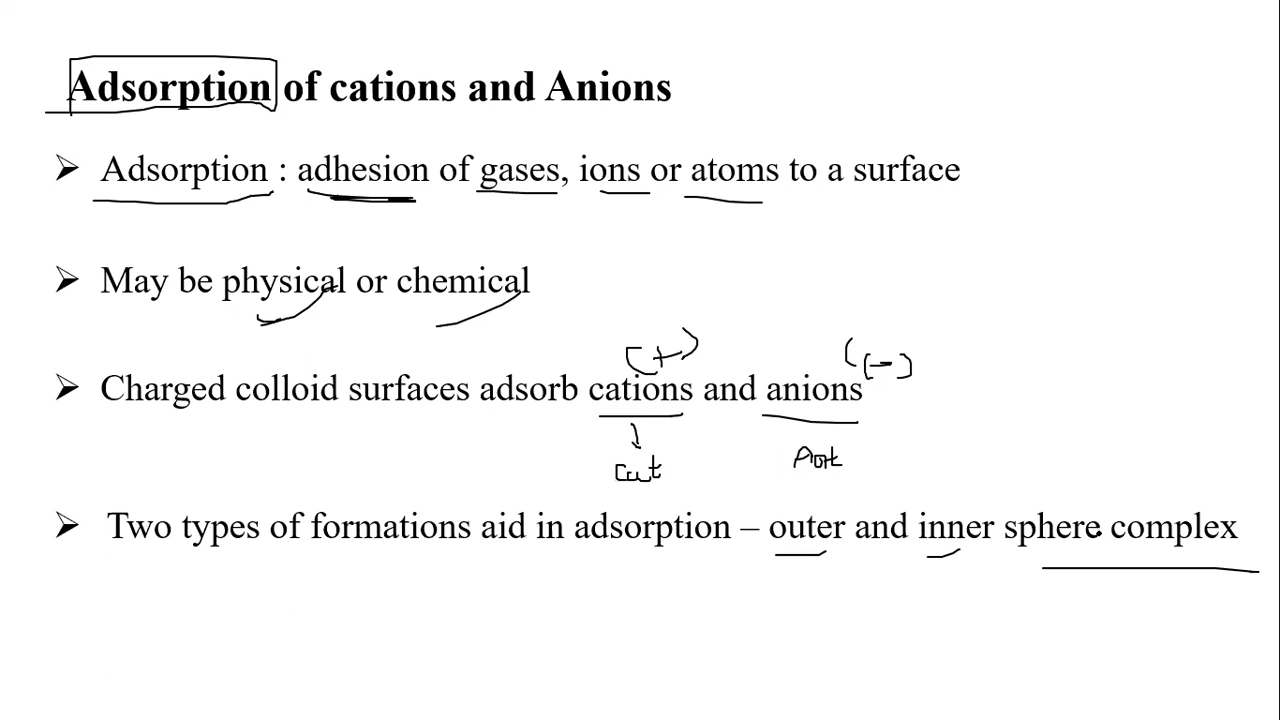 Adsorption of cations and Anions
➢ Adsorption : adhesion of gases, ions or atoms to a surface
➢ May be physical or chemical
(+) (-)
➢ Charged colloid surfaces adsorb cations and anions
Cat
➢ Two types of formations aid in adsorption – outer and inner sphere complex